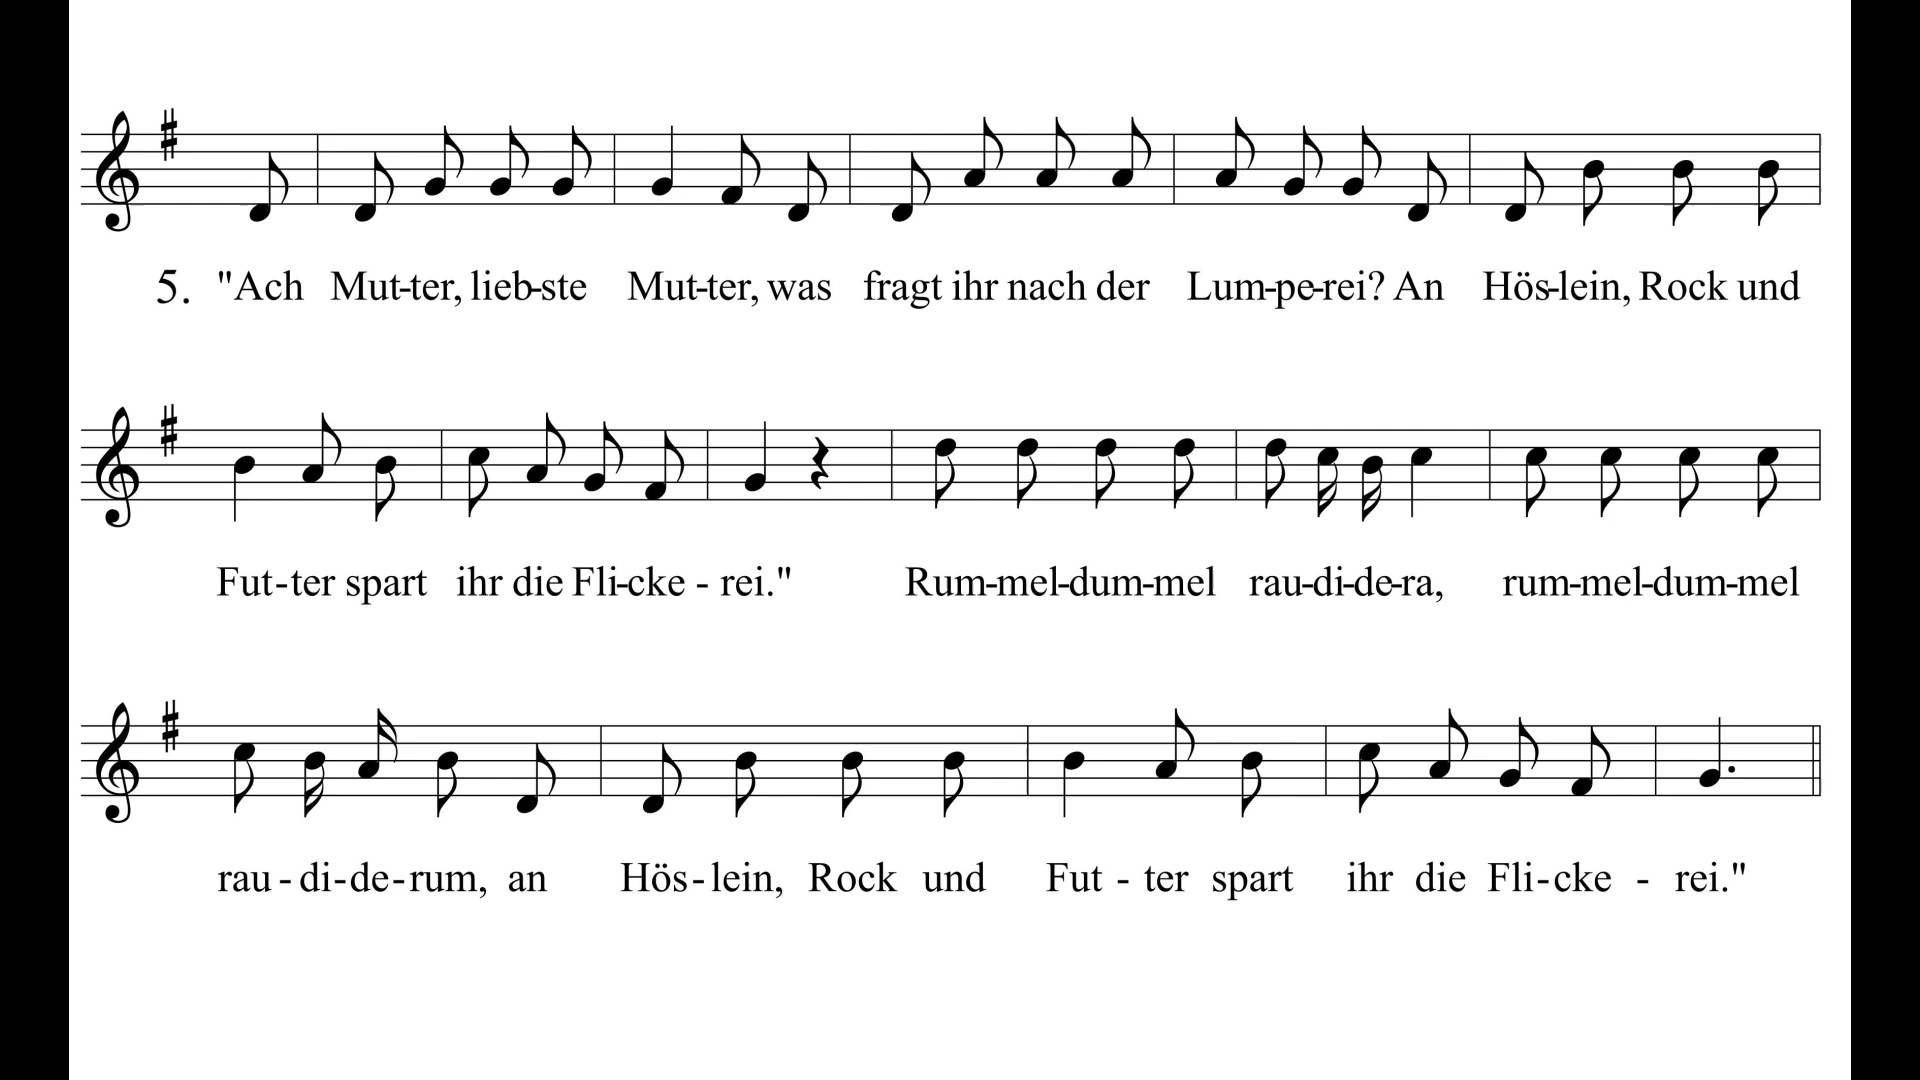 5. "Ach Mut-ter, lieb-ste Mut-ter, was fragt ihr nach der Lum-pe-rei? An Hös-lein, Rock und
Fut-ter spart ihr die Fli-cke - rei." Rum-mel-dum-mel rau-di-de-ra, rum-mel-dum-mel
rau - di-de-rum, an Hös-lein, Rock und Fut - ter spart ihr die Fli-cke - rei."